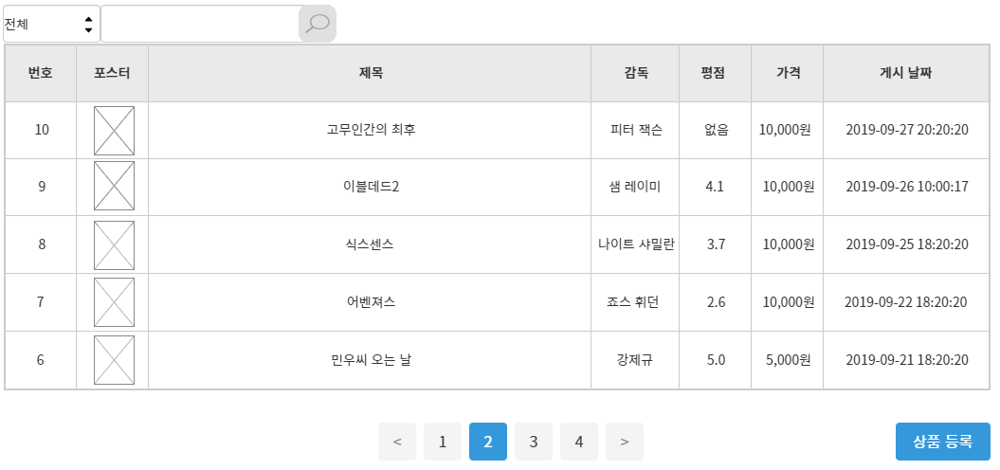 전체
번호 포스터 제목 감독 평점 가격 게시 날짜
10 고무인간의 최후 피터 잭슨 없음 10,000원 2019-09-27 20:20:20
9 이블데드2 샘 레이미 4.1 10,000원 2019-09-26 10:00:17
8 식스센스 나이트 샤밀란 3.7 10,000원 2019-09-25 18:20:20
7 어벤져스 죠스 휘던 2.6 10,000원 2019-09-22 18:20:20
6 민우씨 오는 날 강제규 5.0 5,000원 2019-09-21 18:20:20
< 1 2 3 4 > 상품 등록